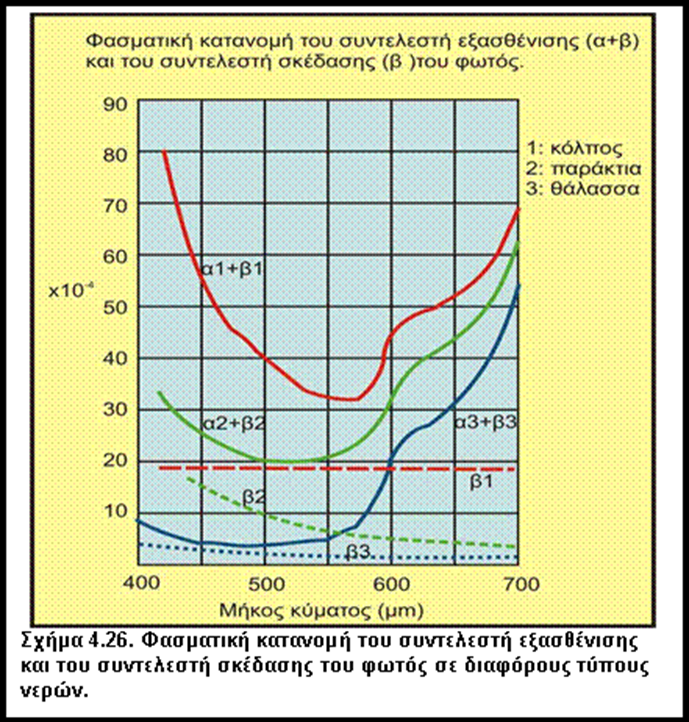 Φασματική κατανομή του συντελεστή εξασθένισης (α+β)
και του συντελεστή σκέδασης (β )του φωτός.
90
80
70
60
50
40
30
20
10
x10⁻⁴
1: κόλπος
2: παράκτια
3: θάλασσα
α1+β1
α2+β2
α3+β3
β1
β2
β3
400 500 600 700
Μήκος κύματος (μm)
Σχήμα 4.26. Φασματική κατανομή του συντελεστή εξασθένισης
και του συντελεστή σκέδασης του φωτός σε διαφόρους τύπους
νερών.